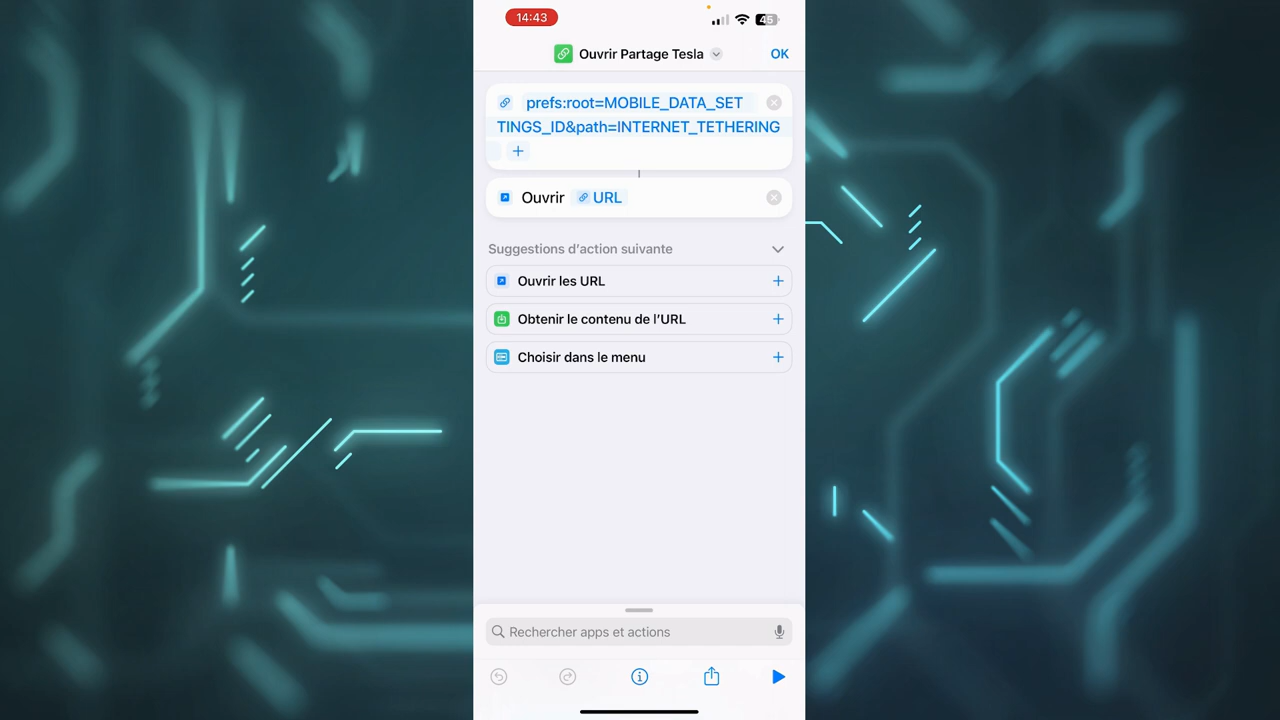 14:43
45
Ouvrir Partage Tesla
OK
prefs:root=MOBILE_DATA_SET
TINGS_ID&path=INTERNET_TETHERING
Ouvrir URL
Suggestions d’action suivante
Ouvrir les URL
Obtenir le contenu de l’URL
Choisir dans le menu
Rechercher apps et actions